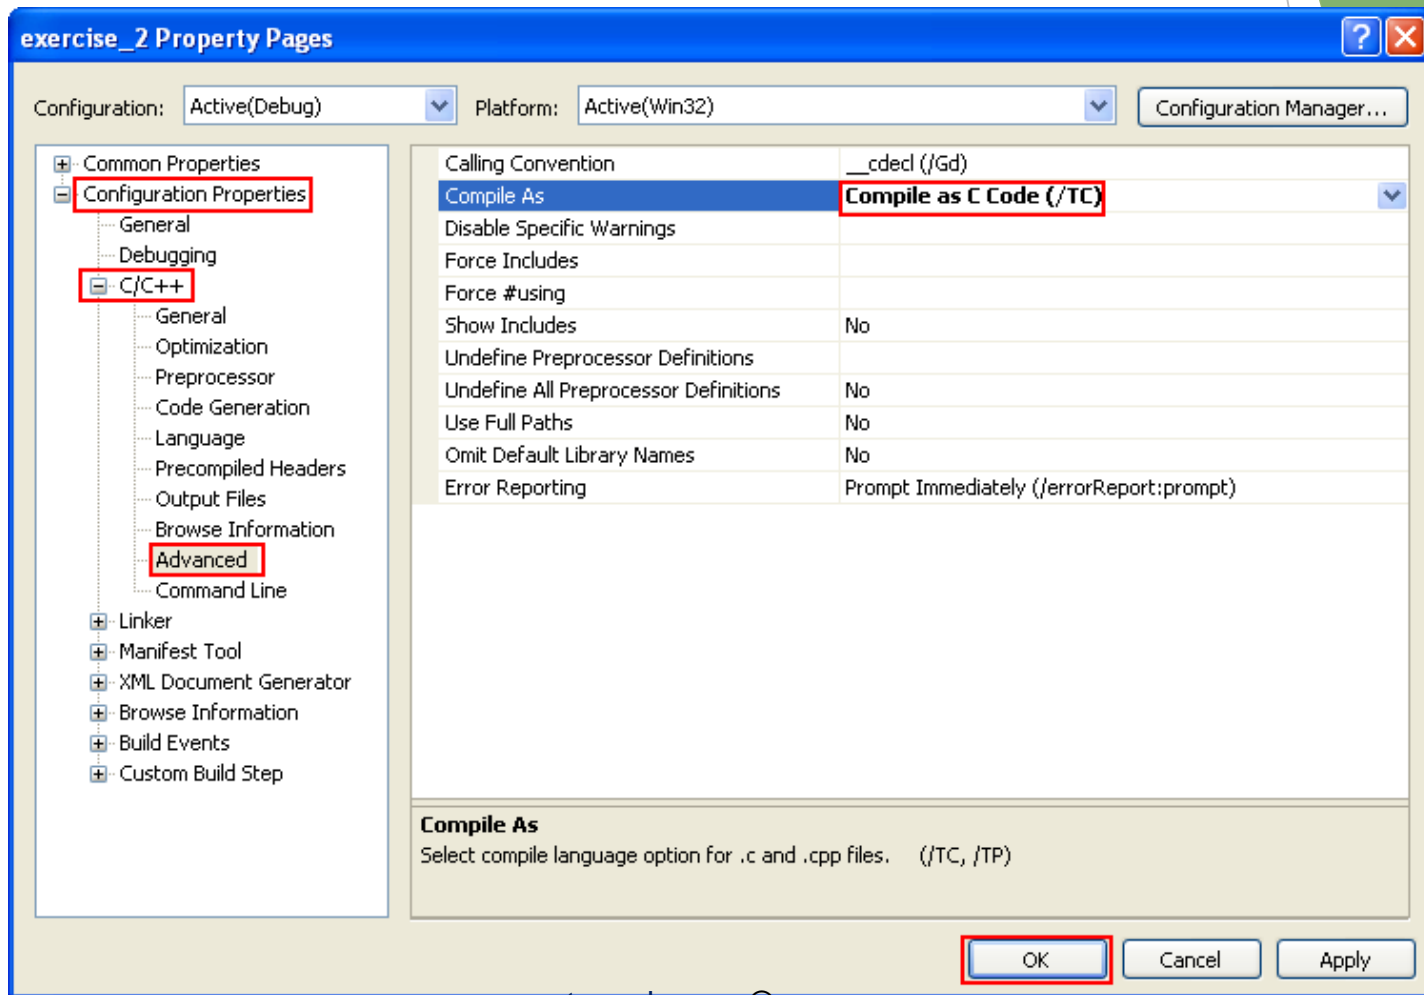 exercise_2 Property Pages
Configuration: Active(Debug) Platform: Active(Win32) Configuration Manager...
Common Properties
Configuration Properties
General
Debugging
C/C++
General
Optimization
Preprocessor
Code Generation
Language
Precompiled Headers
Output Files
Browse Information
Advanced
Command Line
Linker
Manifest Tool
XML Document Generator
Browse Information
Build Events
Custom Build Step
Calling Convention __cdecl (/Gd)
Compile As Compile as C Code (/TC)
Disable Specific Warnings
Force Includes
Force #using
Show Includes No
Undefine Preprocessor Definitions
Undefine All Preprocessor Definitions No
Use Full Paths No
Omit Default Library Names No
Error Reporting Prompt Immediately (/errorReport:prompt)
Compile As
Select compile language option for .c and .cpp files. (/TC, /TP)
OK Cancel Apply